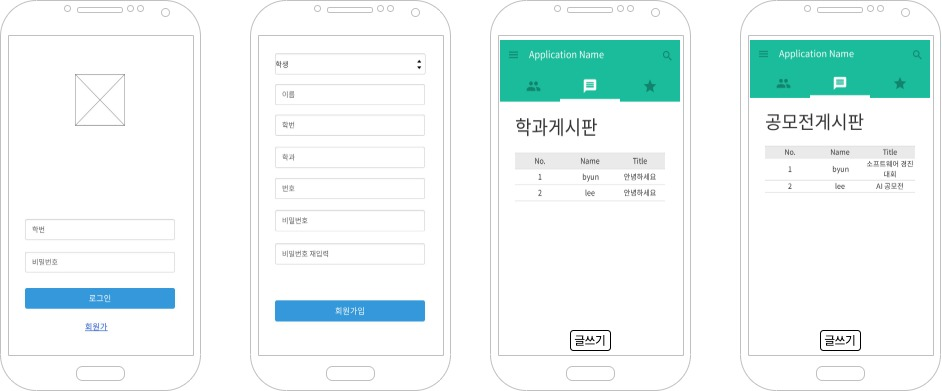 학번
비밀번호
로그인
회원가
학생
이름
학번
학과
번호
비밀번호
비밀번호 재입력
회원가입
Application Name
학과게시판
No. Name Title
1 byun 안녕하세요
2 lee 안녕하세요
글쓰기
Application Name
공모전게시판
No. Name Title
1 byun 소프트웨어 경진
대회
2 lee AI 공모전
글쓰기